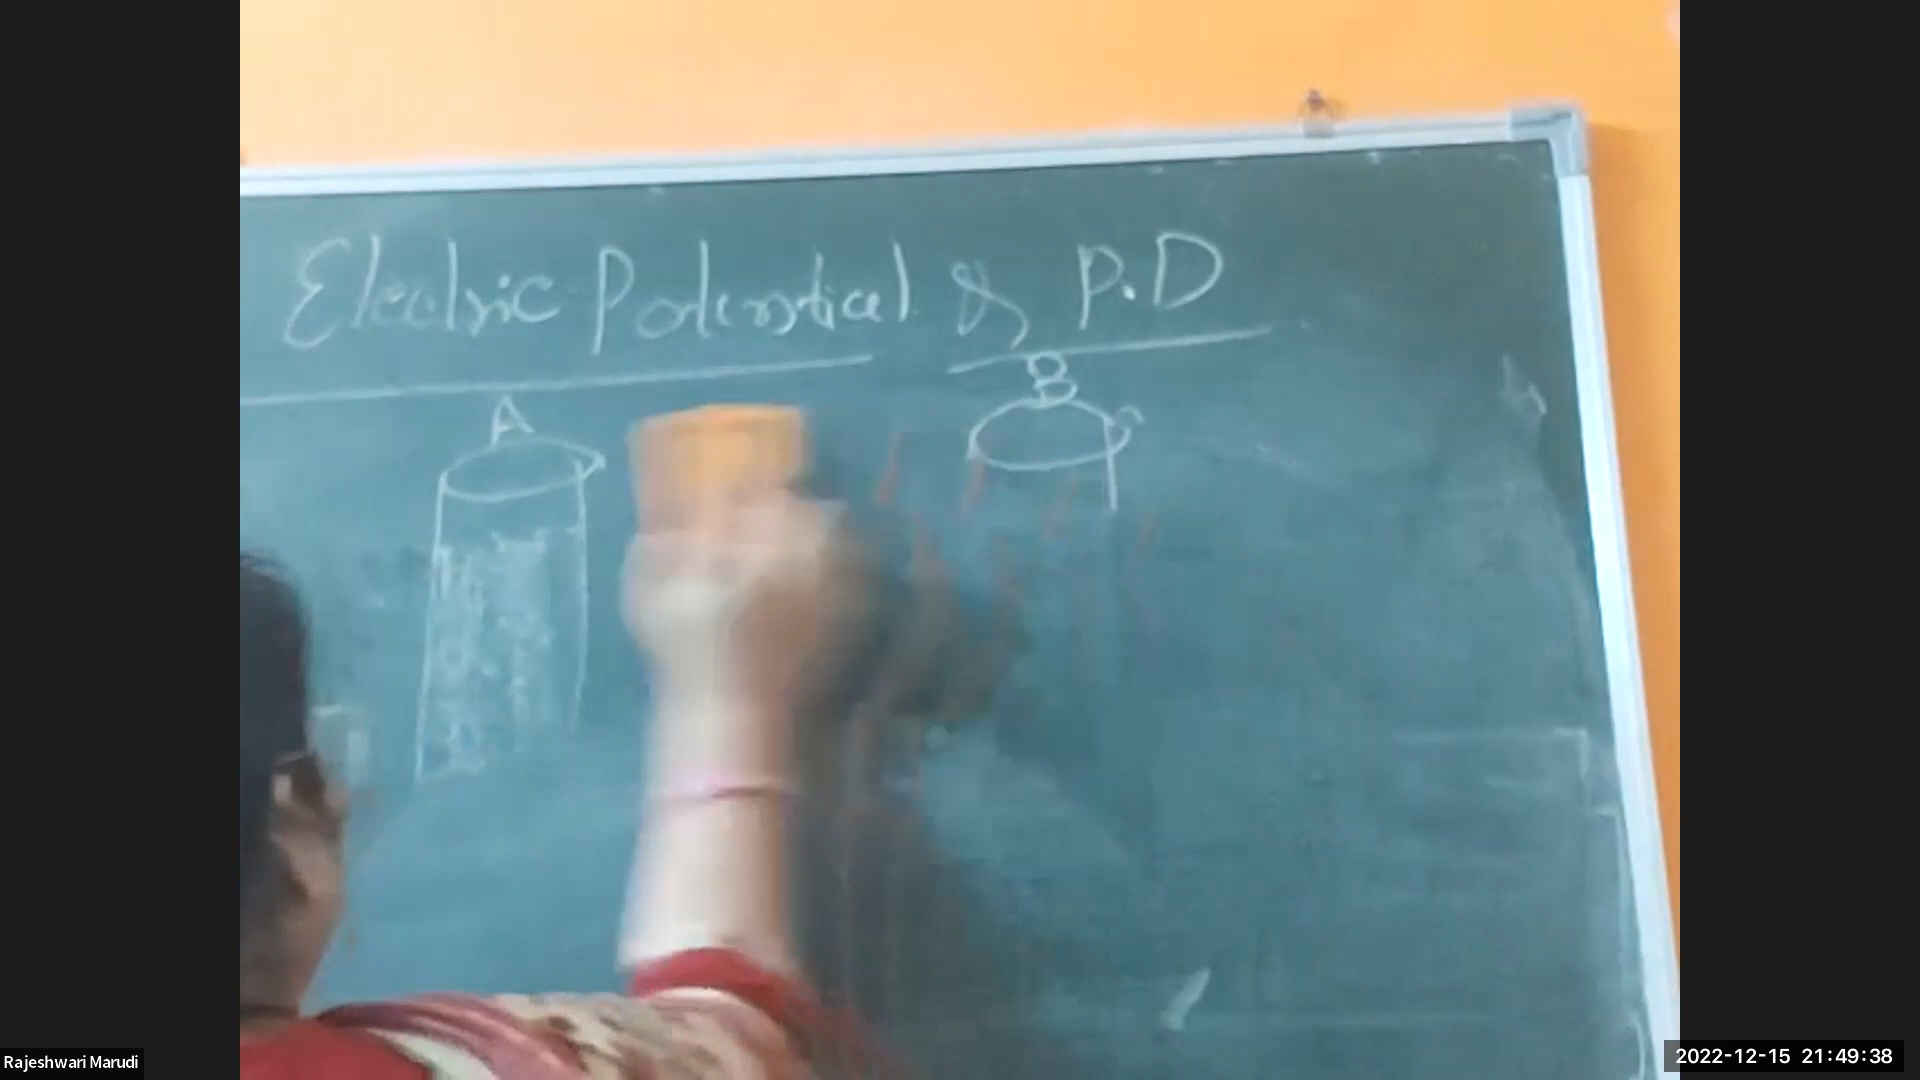 Electric Potential & P.D
A
B
Rajeshwari Marudi
2022-12-15 21:49:38